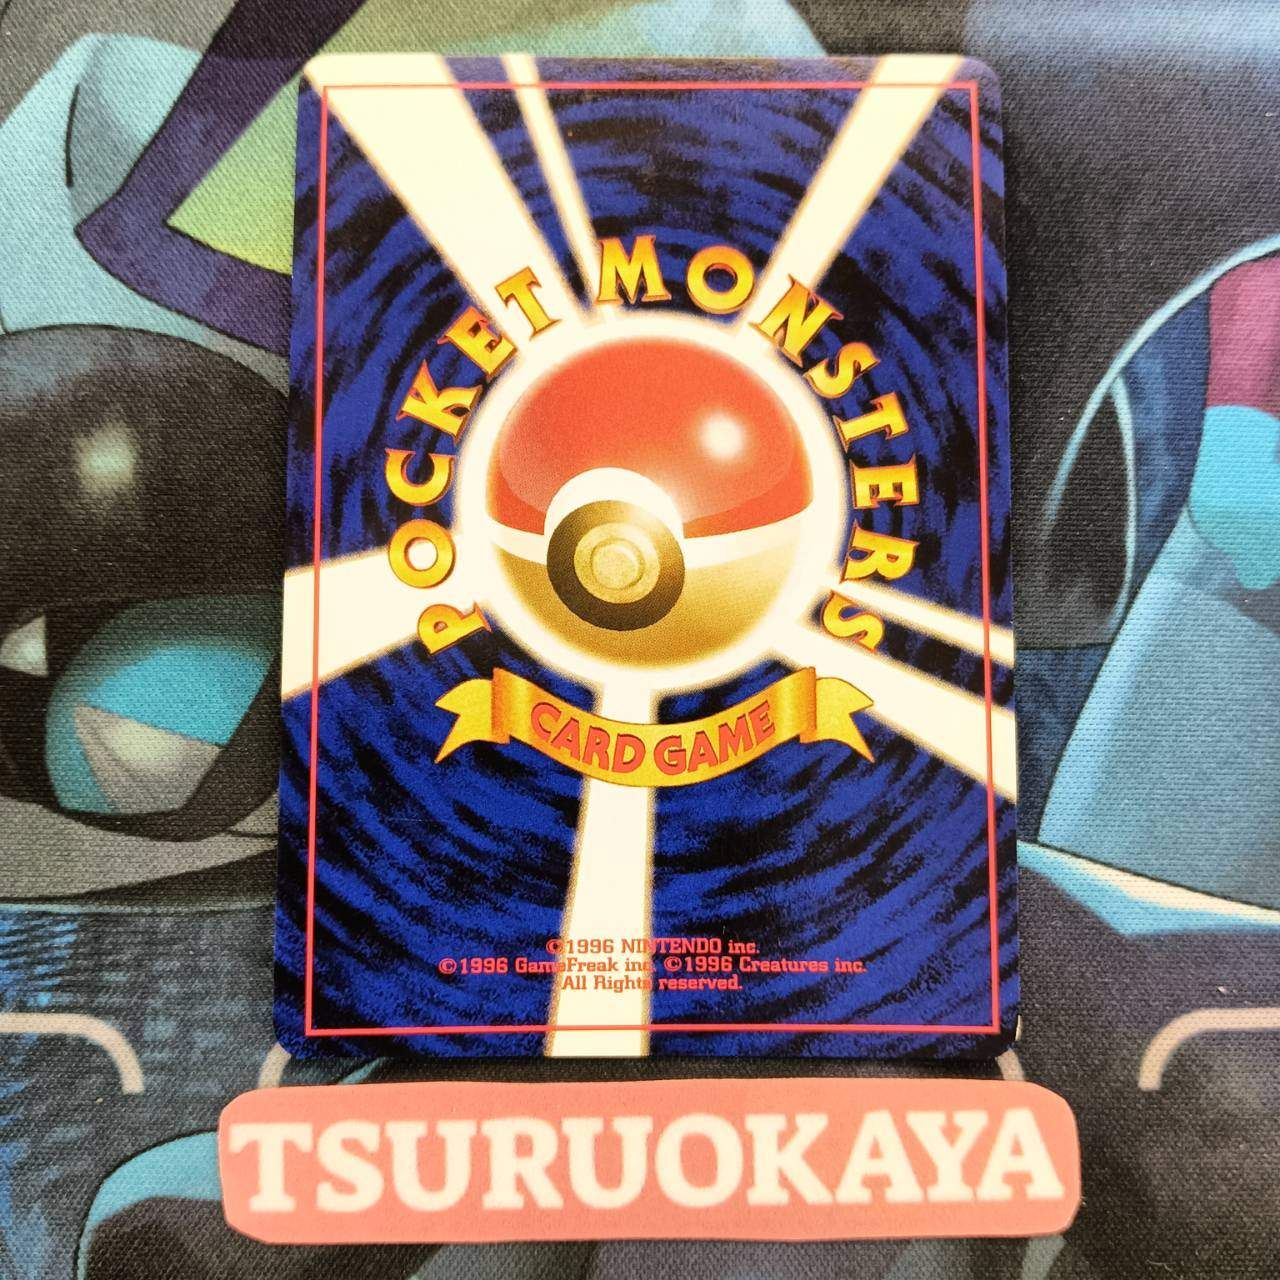 POCKET MONSTERS
CARD GAME
©1996 NINTENDO inc.
©1996 GameFreak inc. ©1996 Creatures inc.
All Rights reserved.
TSURUOKAYA